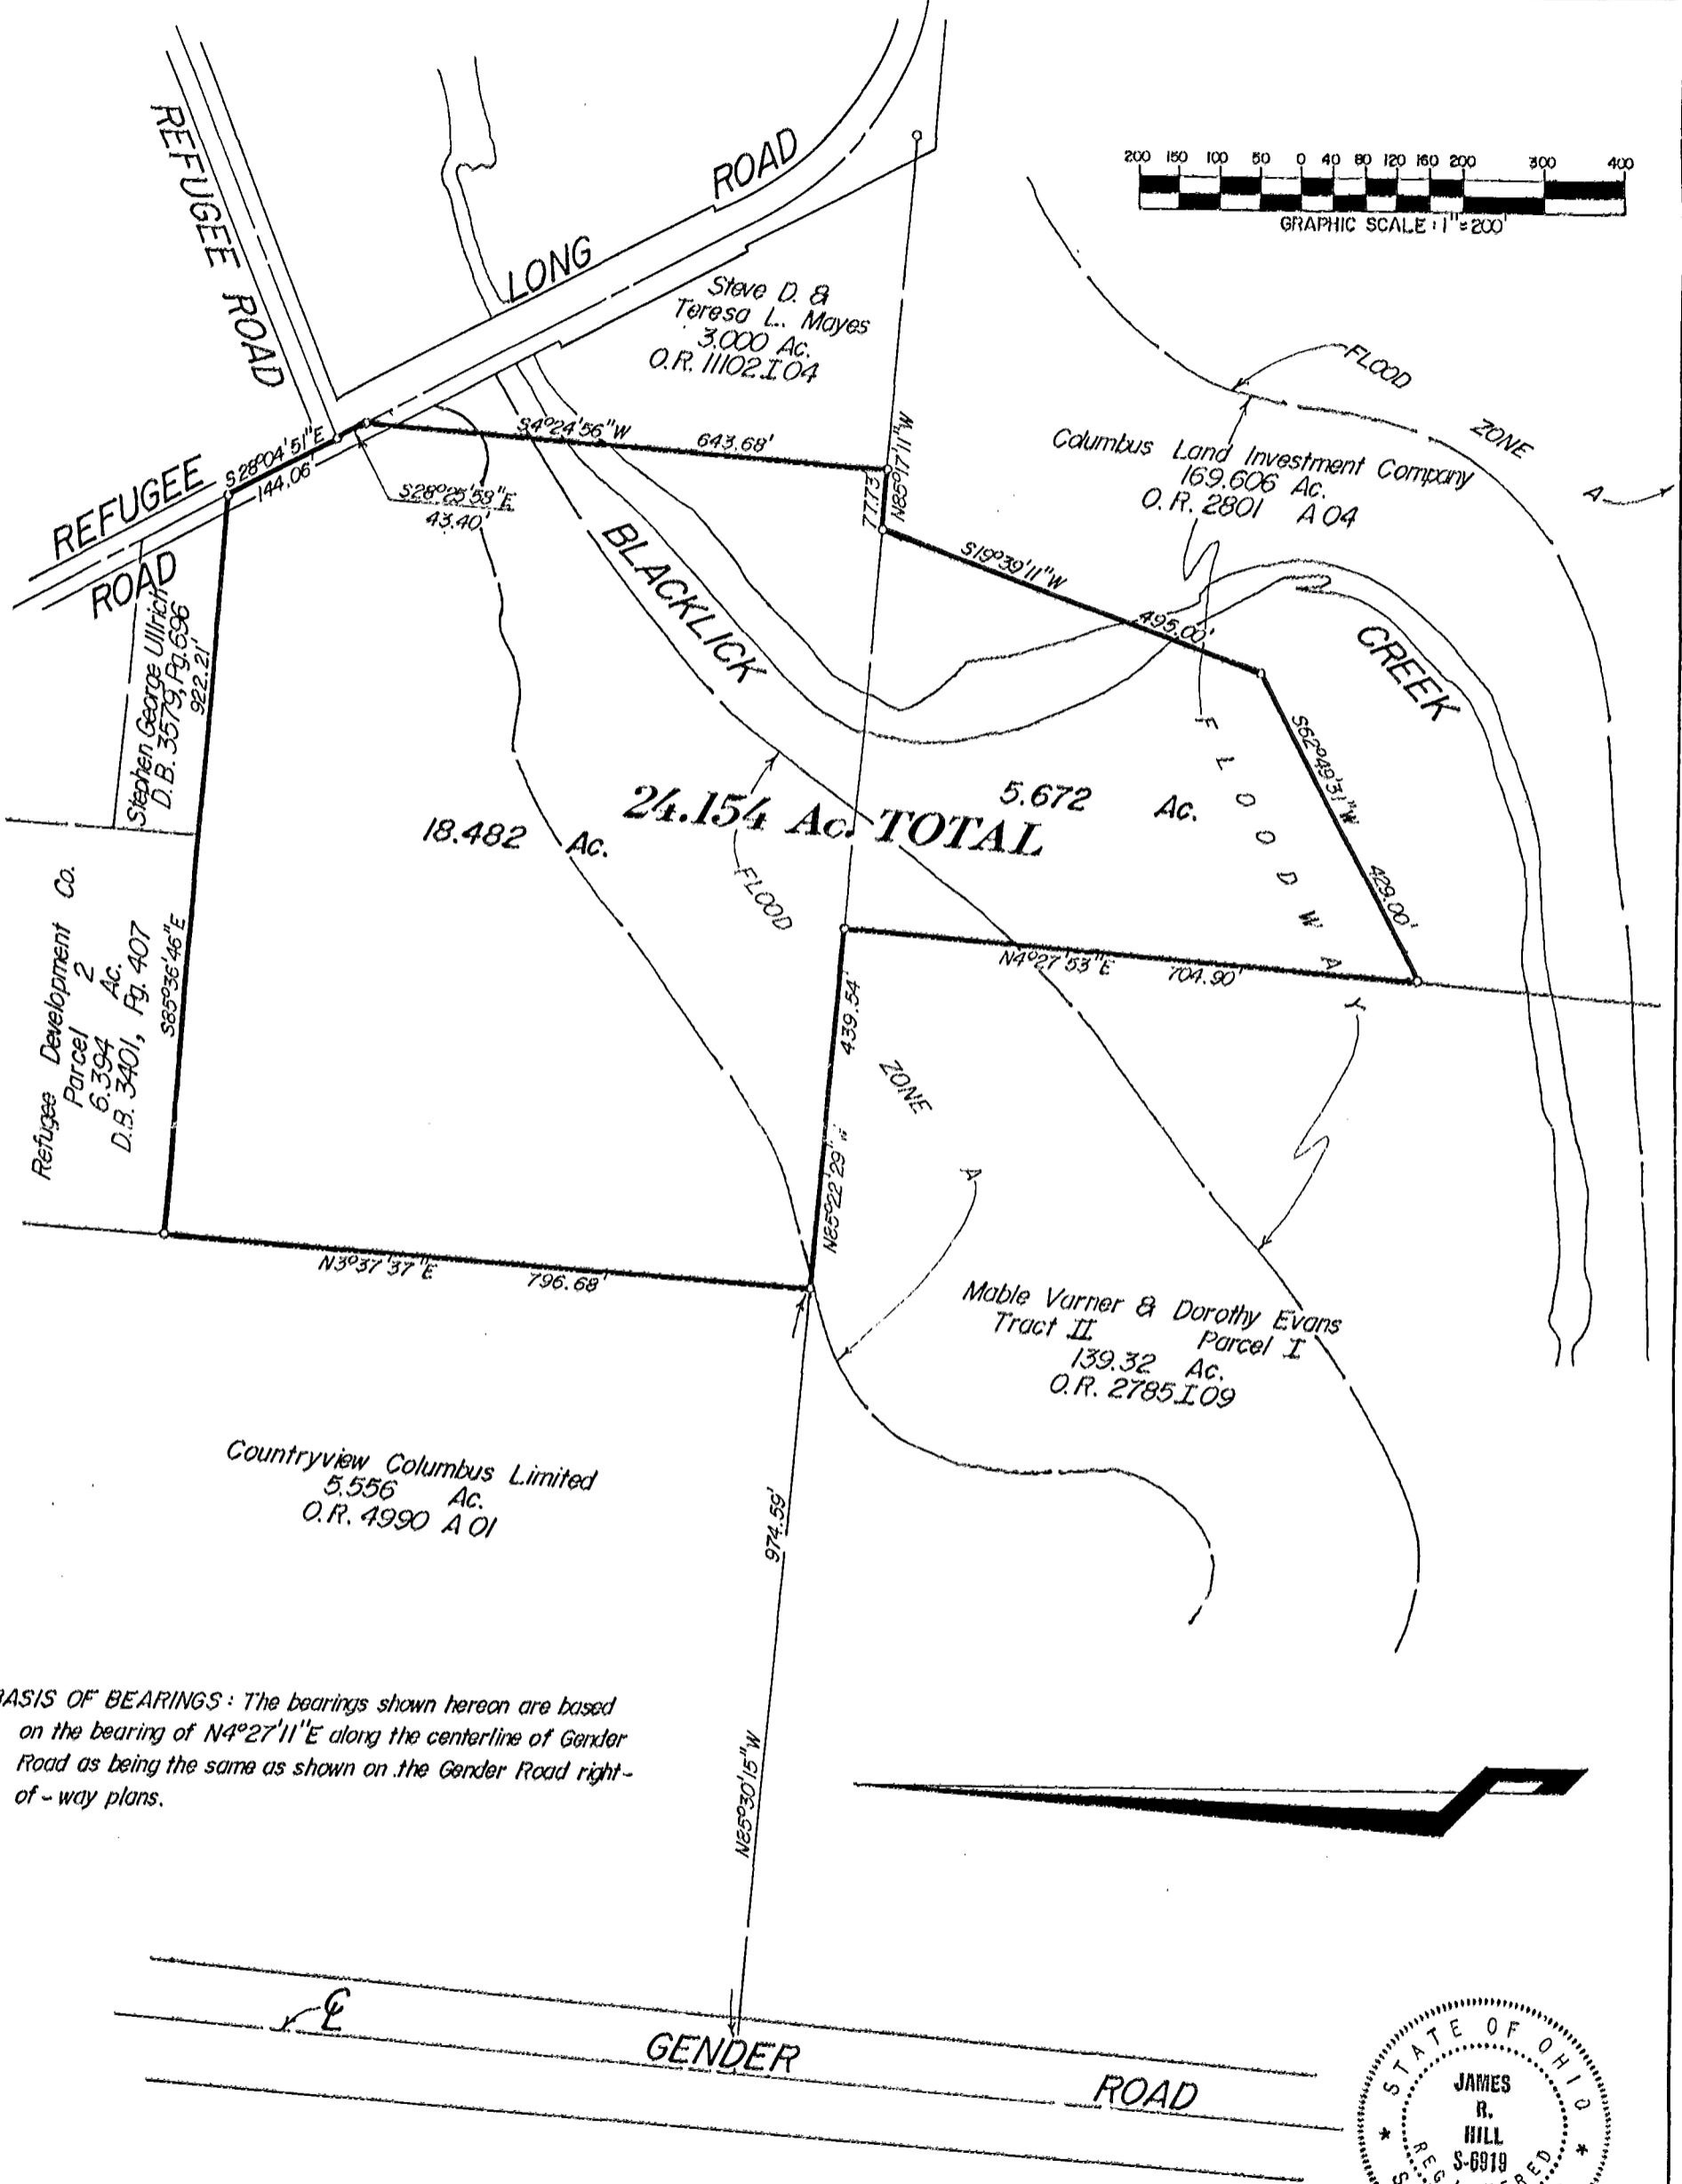 REFUGEE ROAD
LONG ROAD
200 150 100 50 0 40 80 120 160 200 300 400
GRAPHIC SCALE : 1"=200'
Steve D. &
Teresa L. Mayes
3.000 Ac.
O.R. 11102 I 04
FLOOD ZONE A
Columbus Land Investment Company
169.606 Ac.
O.R. 2801 A 04
REFUGEE ROAD
S28°04'51"E
144.06'
S28°25'58"E
43.40'
S4°24'56"W 643.68'
77.73'
N85°17'11"W
S19°39'11"W 495.00'
BLACKLICK CREEK
S62°49'31"W 429.00'
Stephen George Ullrich
D.B. 3579, Pg. 696
922.21'
S85°36'46"E
Refugee Development Co.
Parcel 2
6.394 Ac.
D.B. 3401, Pg. 407
18.482 Ac.
24.154 Ac. TOTAL
5.672 Ac.
FLOODWAY
FLOOD ZONE A
N4°27'53"E 704.90'
439.54'
N85°22'29"
N3°37'37"E 796.68'
Mable Varner & Dorothy Evans
Tract II Parcel I
139.32 Ac.
O.R. 2785 I 09
Countryview Columbus Limited
5.556 Ac.
O.R. 4990 A 01
974.59'
N85°30'15"W
BASIS OF BEARINGS : The bearings shown hereon are based
on the bearing of N4°27'11"E along the centerline of Gender
Road as being the same as shown on the Gender Road right-
of-way plans.
℄
GENDER ROAD
STATE OF OHIO
JAMES
R.
HILL
S-6919